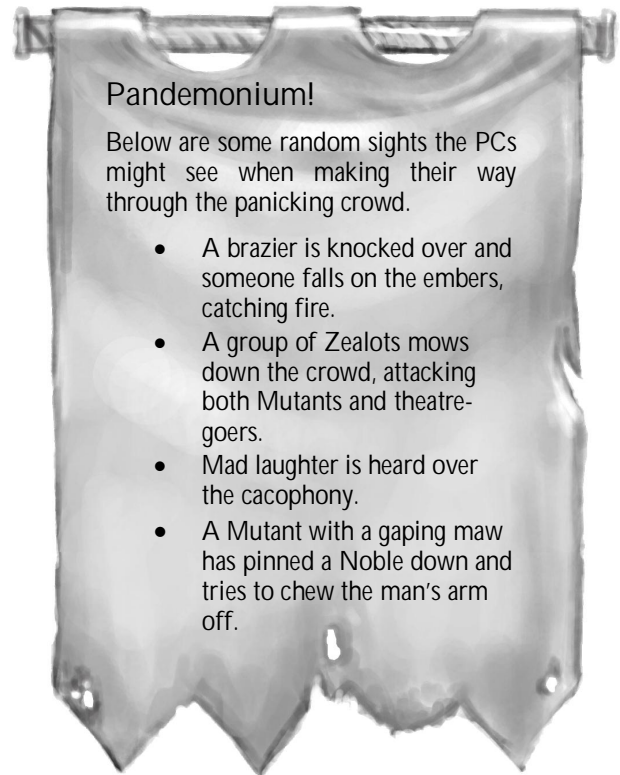 Pandemonium!
Below are some random sights the PCs
might see when making their way
through the panicking crowd.
• A brazier is knocked over and
someone falls on the embers,
catching fire.
• A group of Zealots mows
down the crowd, attacking
both Mutants and theatre-
goers.
• Mad laughter is heard over
the cacophony.
• A Mutant with a gaping maw
has pinned a Noble down and
tries to chew the man's arm
off.